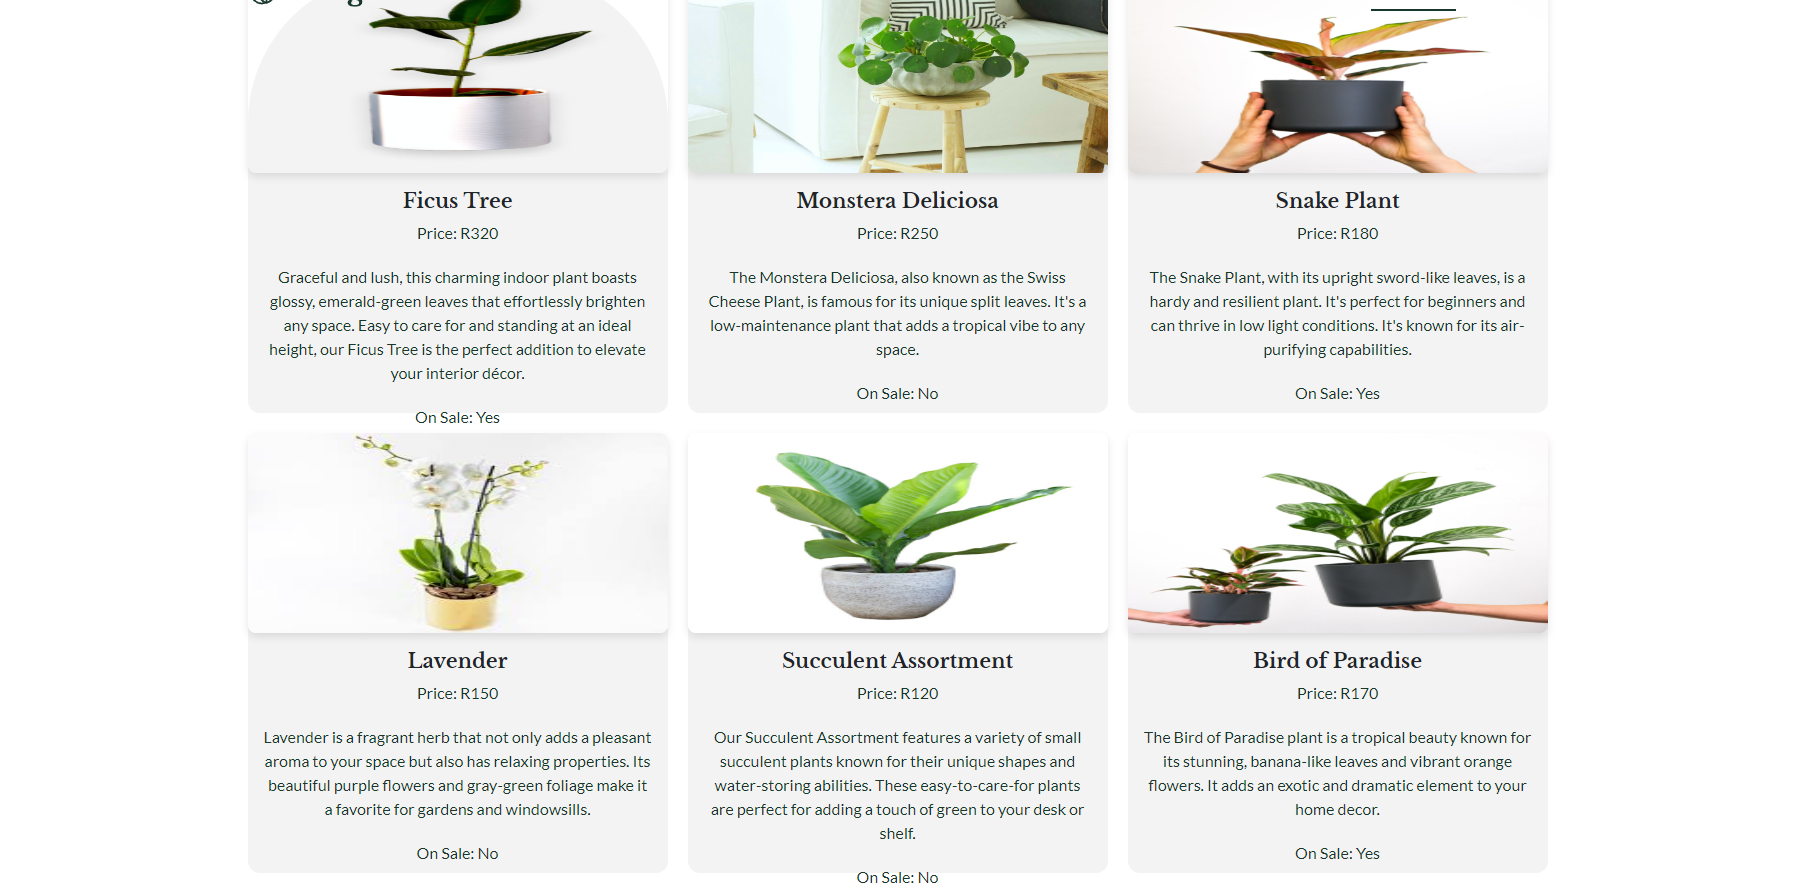 Ficus Tree
Price: R320
Graceful and lush, this charming indoor plant boasts
glossy, emerald-green leaves that effortlessly brighten
any space. Easy to care for and standing at an ideal
height, our Ficus Tree is the perfect addition to elevate
your interior décor.
On Sale: Yes
Monstera Deliciosa
Price: R250
The Monstera Deliciosa, also known as the Swiss
Cheese Plant, is famous for its unique split leaves. It's a
low-maintenance plant that adds a tropical vibe to any
space.
On Sale: No
Snake Plant
Price: R180
The Snake Plant, with its upright sword-like leaves, is a
hardy and resilient plant. It's perfect for beginners and
can thrive in low light conditions. It's known for its air-
purifying capabilities.
On Sale: Yes
Lavender
Price: R150
Lavender is a fragrant herb that not only adds a pleasant
aroma to your space but also has relaxing properties. Its
beautiful purple flowers and gray-green foliage make it
a favorite for gardens and windowsills.
On Sale: No
Succulent Assortment
Price: R120
Our Succulent Assortment features a variety of small
succulent plants known for their unique shapes and
water-storing abilities. These easy-to-care-for plants
are perfect for adding a touch of green to your desk or
shelf.
On Sale: No
Bird of Paradise
Price: R170
The Bird of Paradise plant is a tropical beauty known for
its stunning, banana-like leaves and vibrant orange
flowers. It adds an exotic and dramatic element to your
home decor.
On Sale: Yes